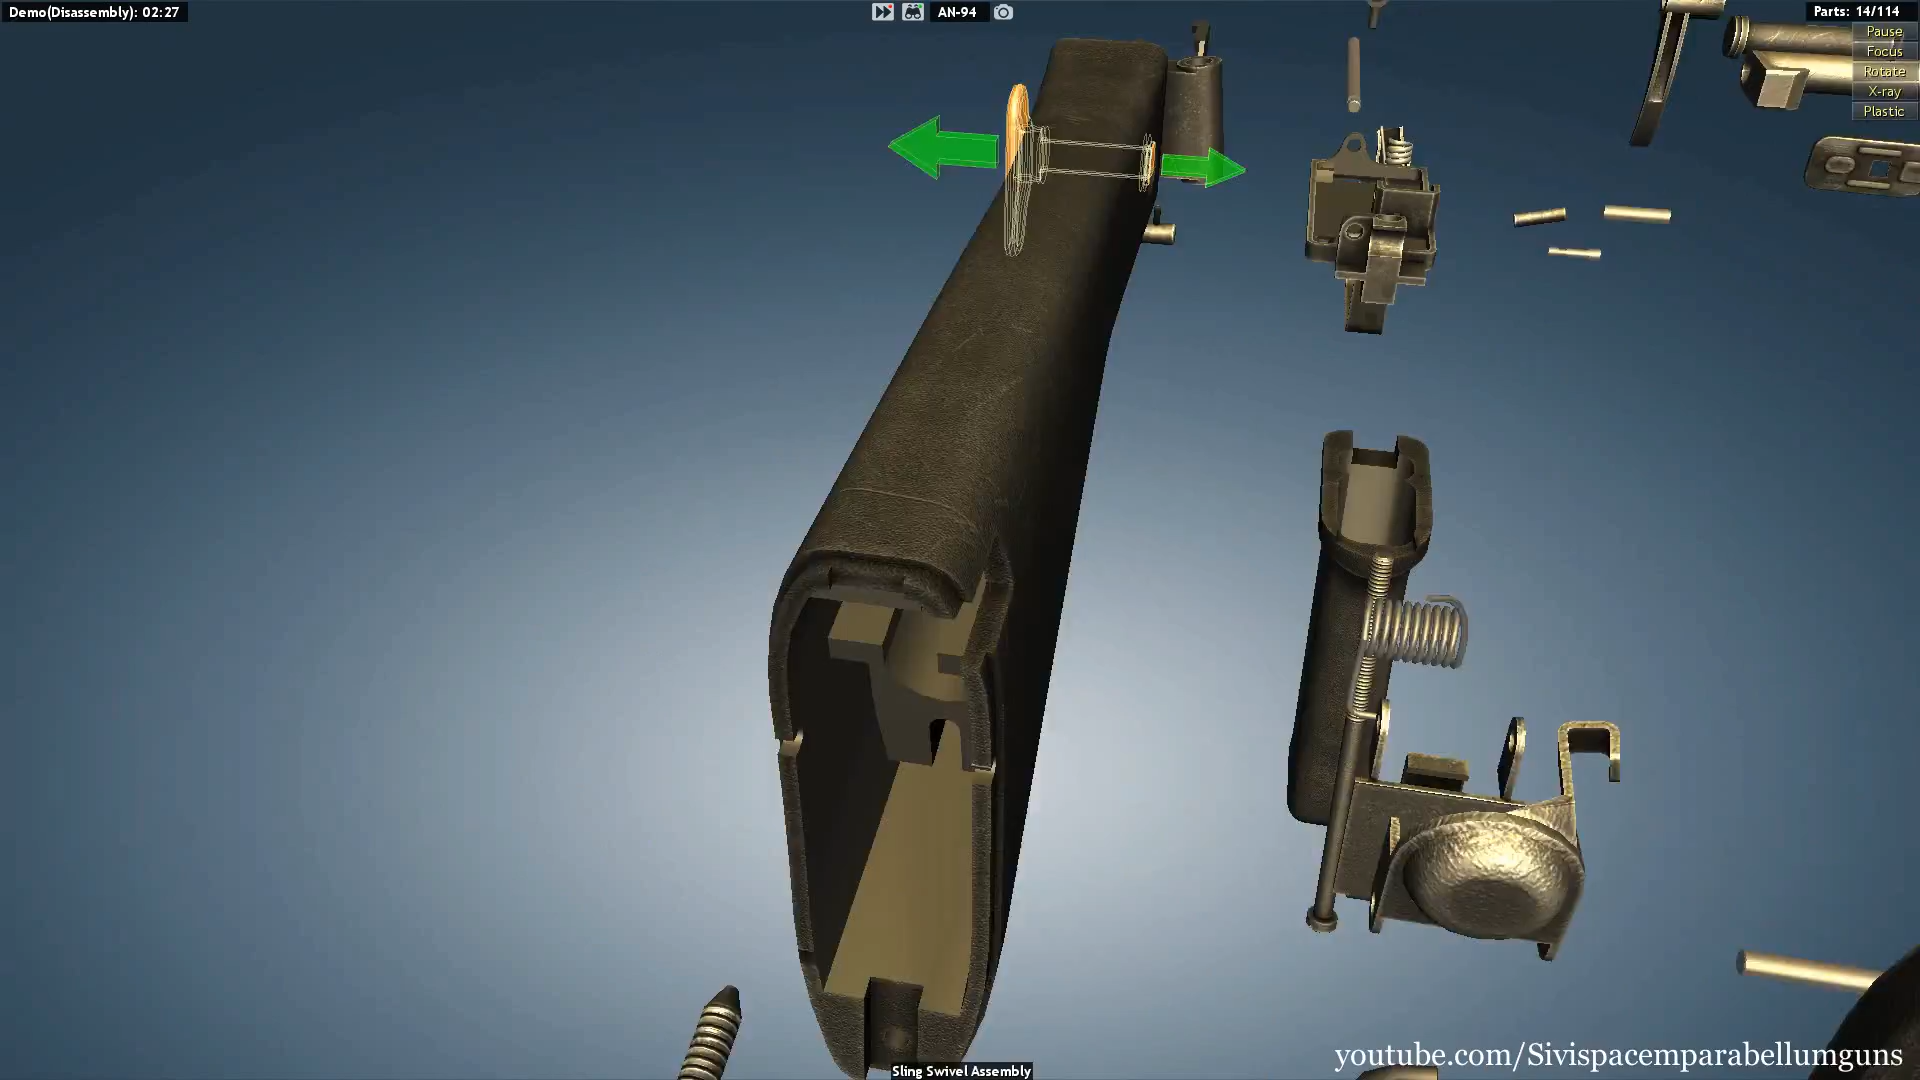 Demo(Disassembly): 02:27
AN-94
Parts: 14/114
Pause
Focus
Rotate
X-ray
Plastic
youtube.com/Sivispacemparabellumguns
Sling Swivel Assembly